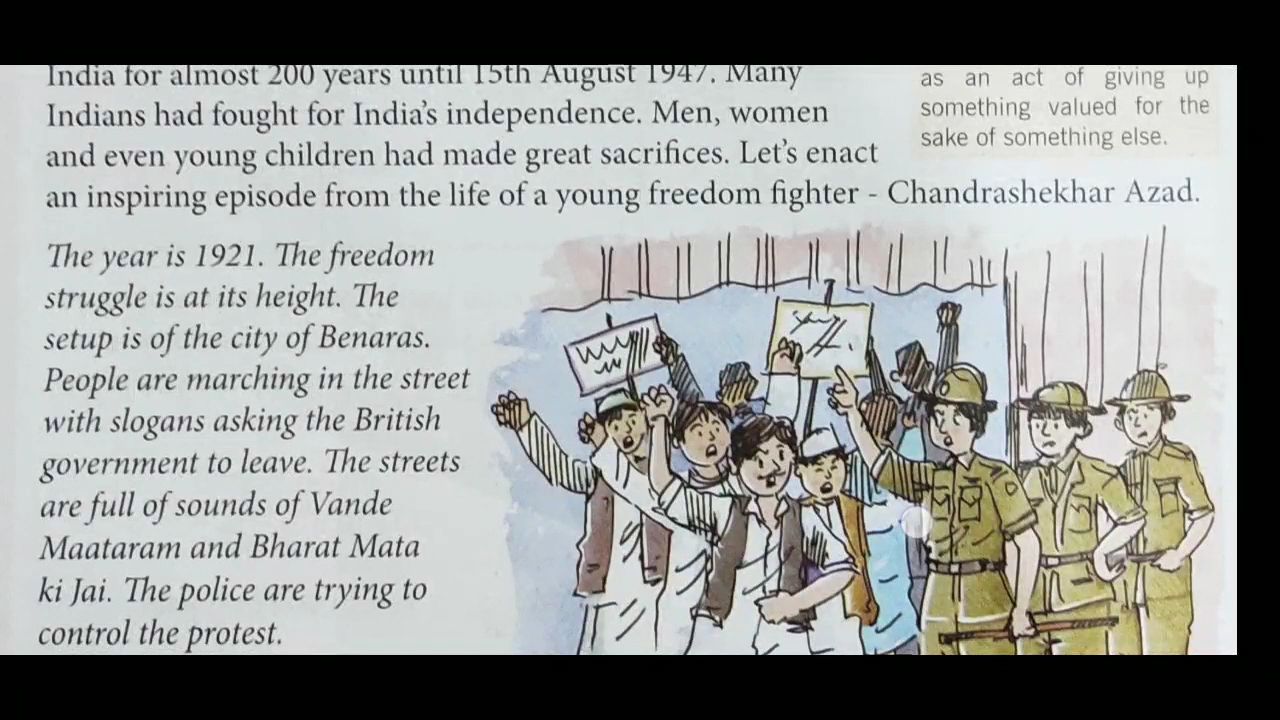 India for almost 200 years until 15th August 1947. Many
Indians had fought for India's independence. Men, women
and even young children had made great sacrifices. Let's enact
an inspiring episode from the life of a young freedom fighter - Chandrashekhar Azad.
as an act of giving up
something valued for the
sake of something else.
The year is 1921. The freedom
struggle is at its height. The
setup is of the city of Benaras.
People are marching in the street
with slogans asking the British
government to leave. The streets
are full of sounds of Vande
Maataram and Bharat Mata
ki Jai. The police are trying to
control the protest.